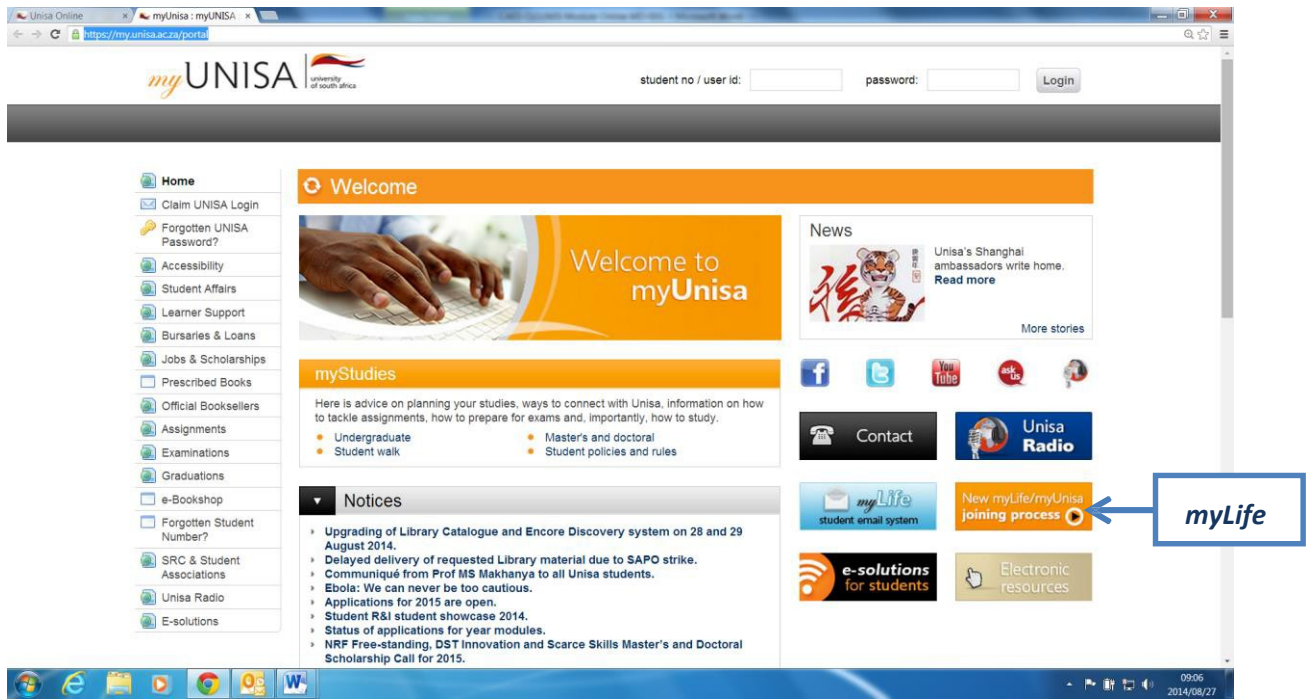 Unisa Online
myUnisa : myUNISA :
https://my.unisa.ac.za/portal
myUNISA
university
of south africa
student no / user id:
password:
Login
Home
Claim UNISA Login
Forgotten UNISA
Password?
Accessibility
Student Affairs
Learner Support
Bursaries & Loans
Jobs & Scholarships
Prescribed Books
Official Booksellers
Assignments
Examinations
Graduations
e-Bookshop
Forgotten Student
Number?
SRC & Student
Associations
Unisa Radio
E-solutions
Welcome
Welcome to
myUnisa
myStudies
Here is advice on planning your studies, ways to connect with Unisa, information on how
to tackle assignments, how to prepare for exams and, importantly, how to study.
Undergraduate
Student walk
Master's and doctoral
Student policies and rules
Notices
Upgrading of Library Catalogue and Encore Discovery system on 28 and 29
August 2014.
Delayed delivery of requested Library material due to SAPO strike.
Communiqué from Prof MS Makhanya to all Unisa students.
Ebola: We can never be too cautious.
Applications for 2015 are open.
Student R&I student showcase 2014.
Status of applications for year modules.
NRF Free-standing, DST Innovation and Scarce Skills Master's and Doctoral
Scholarship Call for 2015.
News
Unisa's Shanghai
ambassadors write home.
Read more
More stories
f
You
Tube
ask
us
Contact
Unisa
Radio
myLife
student email system
New myLife/myUnisa
joining process
e-solutions
for students
Electronic
resources
myLife
09:06
2014/08/27